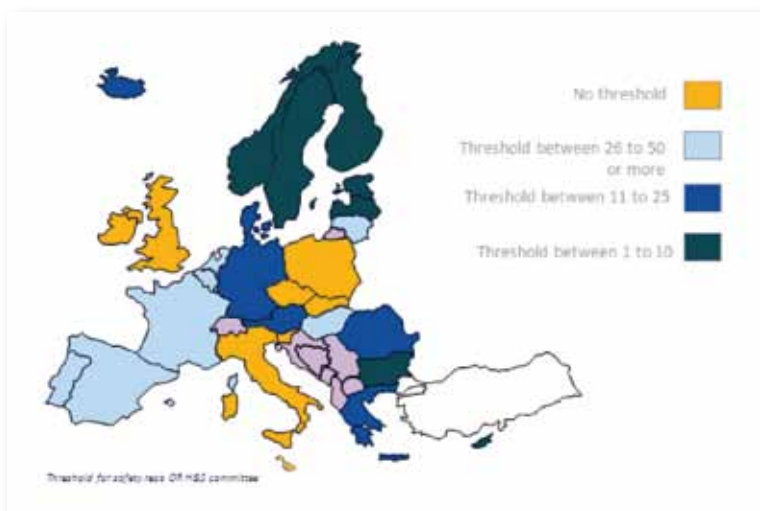 No threshold
Threshold between 26 to 50
or more
Threshold between 11 to 25
Threshold between 1 to 10
Threshold for safety reps OR H&S committee